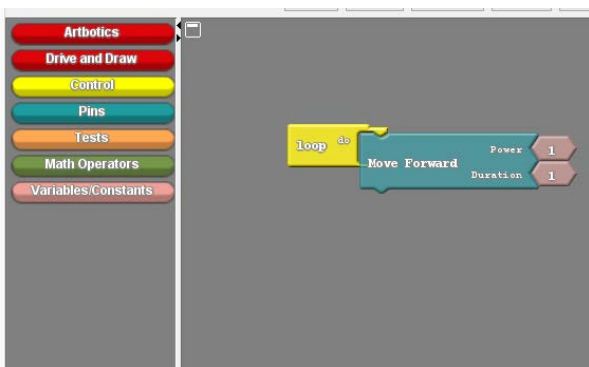 Artbotics
Drive and Draw
Control
Pins
Tests
Math Operators
Variables/Constants
loop do
Move Forward
Power 1
Duration 1